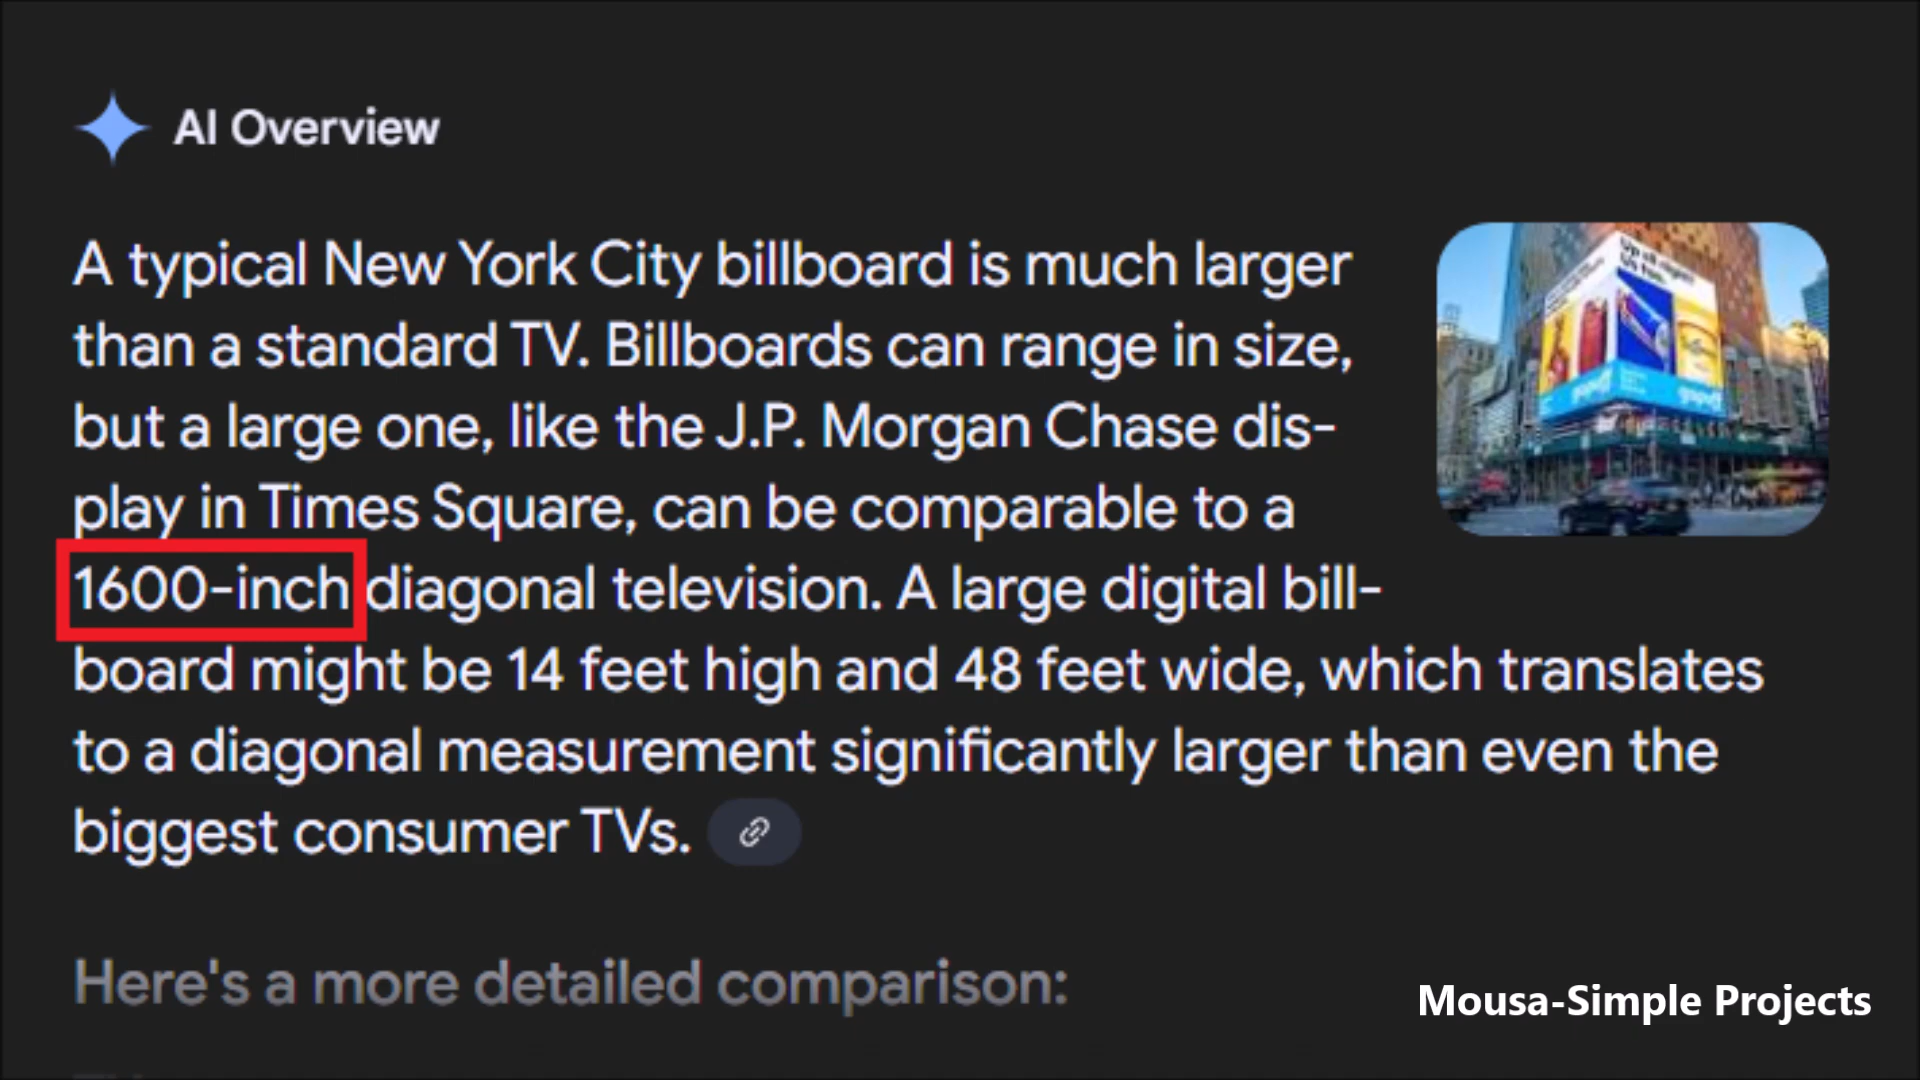 AI Overview
A typical New York City billboard is much larger
than a standard TV. Billboards can range in size,
but a large one, like the J.P. Morgan Chase dis-
play in Times Square, can be comparable to a
1600-inch diagonal television. A large digital bill-
board might be 14 feet high and 48 feet wide, which translates
to a diagonal measurement significantly larger than even the
biggest consumer TVs.
Here's a more detailed comparison:
Mousa-Simple Projects